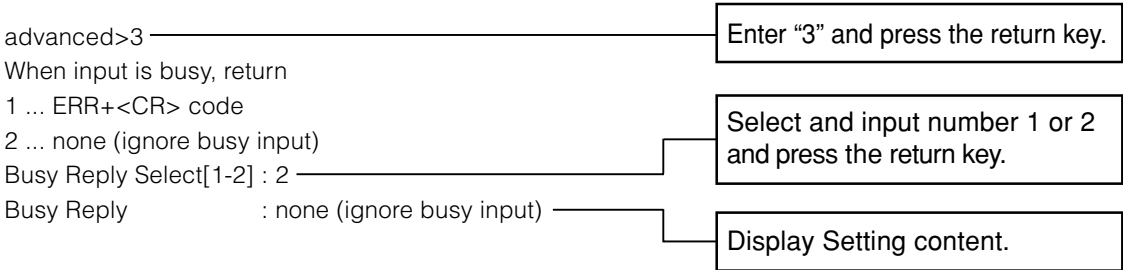 advanced>3
Enter “3” and press the return key.
When input is busy, return
1 ... ERR+<CR> code
2 ... none (ignore busy input)
Select and input number 1 or 2
and press the return key.
Busy Reply Select[1-2] : 2
Busy Reply : none (ignore busy input)
Display Setting content.